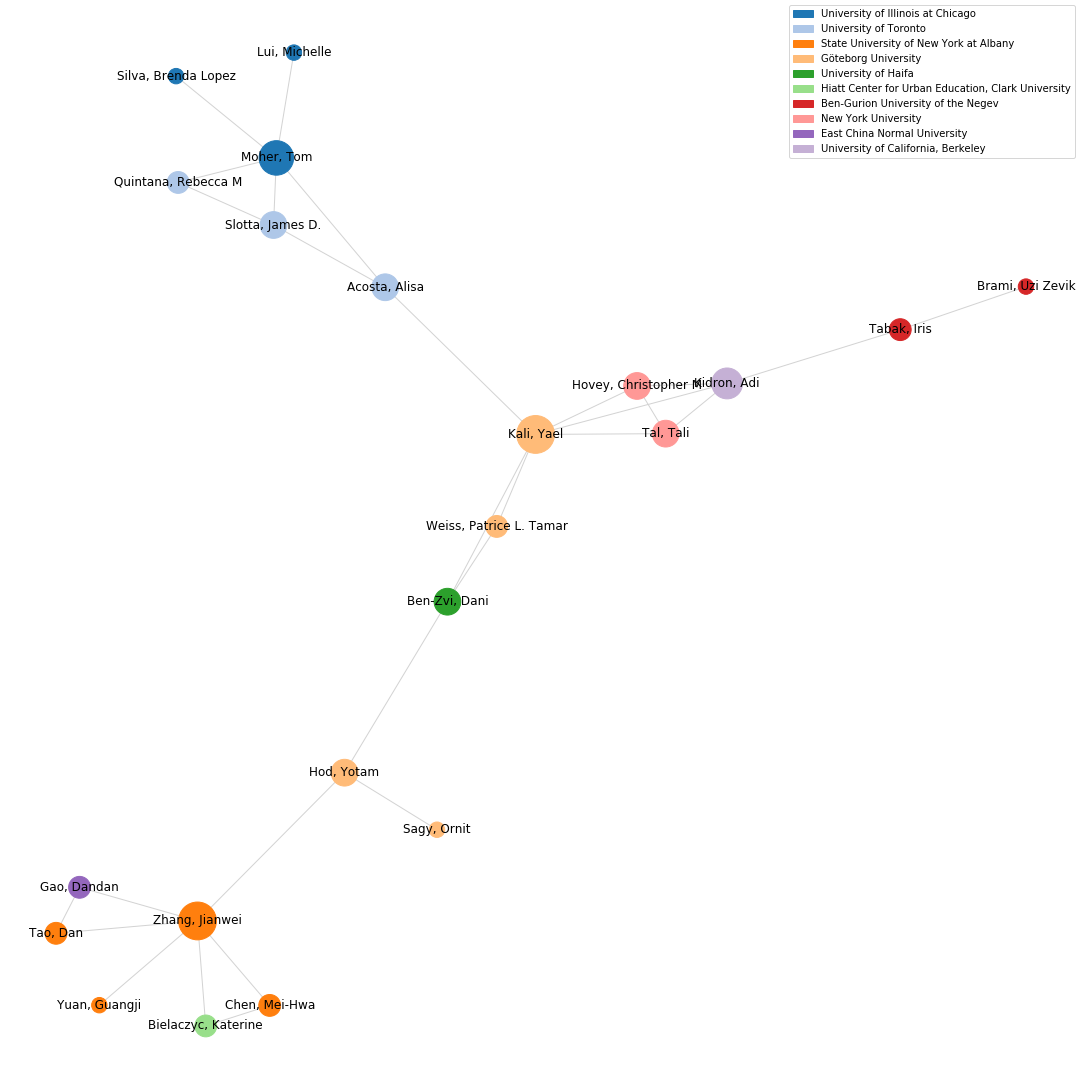 University of Illinois at Chicago
University of Toronto
State University of New York at Albany
Göteborg University
University of Haifa
Hiatt Center for Urban Education, Clark University
Ben-Gurion University of the Negev
New York University
East China Normal University
University of California, Berkeley
Lui, Michelle
Silva, Brenda Lopez
Moher, Tom
Quintana, Rebecca M
Slotta, James D.
Acosta, Alisa
Brami, Uzi Zevik
Tabak, Iris
Hovey, Christopher M
Kidron, Adi
Kali, Yael
Tal, Tali
Weiss, Patrice L. Tamar
Ben-Zvi, Dani
Hod, Yotam
Sagy, Ornit
Gao, Dandan
Zhang, Jianwei
Tao, Dan
Yuan, Guangji
Chen, Mei-Hwa
Bielaczyc, Katerine